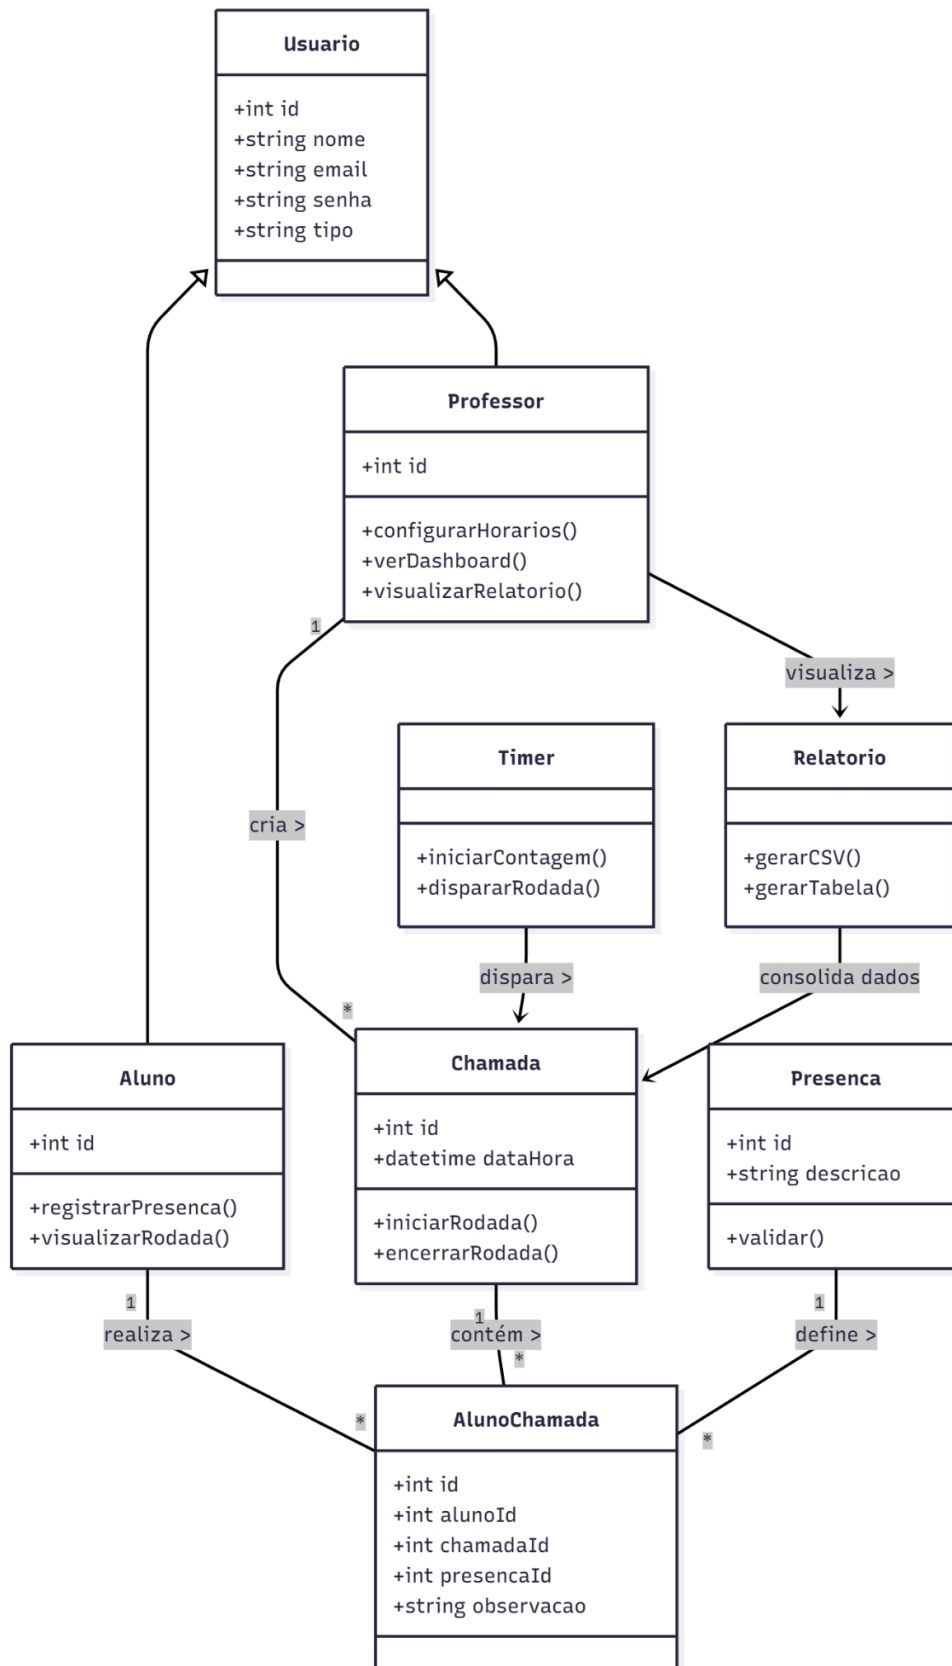 Usuario
+int id
+string nome
+string email
+string senha
+string tipo
Professor
+int id
+configurarHorarios()
+verDashboard()
+visualizarRelatorio()
1
visualiza >
Timer
+iniciarContagem()
+dispararRodada()
Relatorio
+gerarCSV()
+gerarTabela()
cria >
dispara >
consolida dados
*
Aluno
+int id
+registrarPresenca()
+visualizarRodada()
Chamada
+int id
+datetime dataHora
+iniciarRodada()
+encerrarRodada()
Presenca
+int id
+string descricao
+validar()
1
realiza >
*
1
contém >
*
1
define >
*
AlunoChamada
+int id
+int alunoId
+int chamadaId
+int presencaId
+string observacao